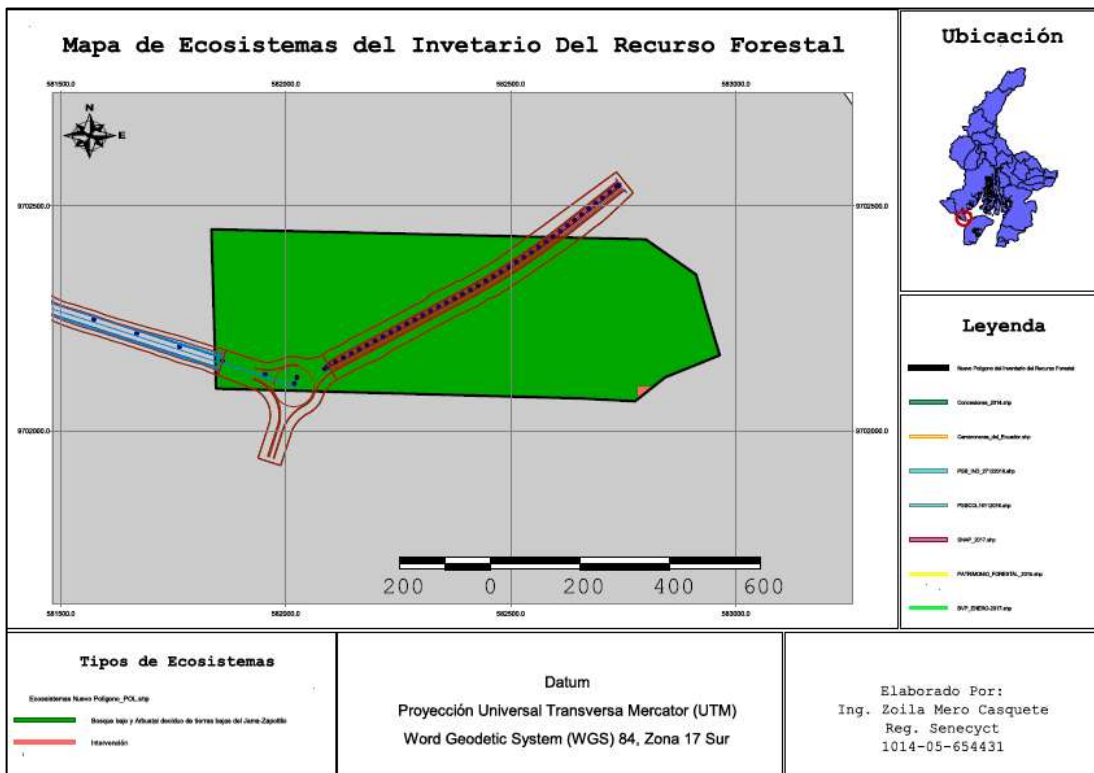 Mapa de Ecosistemas del Invetario Del Recurso Forestal
581500.0
582000.0
582500.0
583000.0
N
E
9702500.0
9702500.0
9702000.0
9702000.0
200 0 200 400 600
581500.0
582000.0
582500.0
583000.0
Ubicación
Leyenda
Nuevo Polígono del Inventario del Recurso Forestal
Concesiones_2014.shp
SNAP_2017.shp
BVP_ENERO-2017.shp
Tipos de Ecosistemas
Ecosistemas Nuevo Polígono_POL.shp
Bosque bajo y Arbustal deciduo de tierras bajas del Jama-Zapotillo
Intervención
Datum
Proyección Universal Transversa Mercator (UTM)
Word Geodetic System (WGS) 84, Zona 17 Sur
Elaborado Por:
Ing. Zoila Mero Casquete
Reg. Senecyct
1014-05-654431